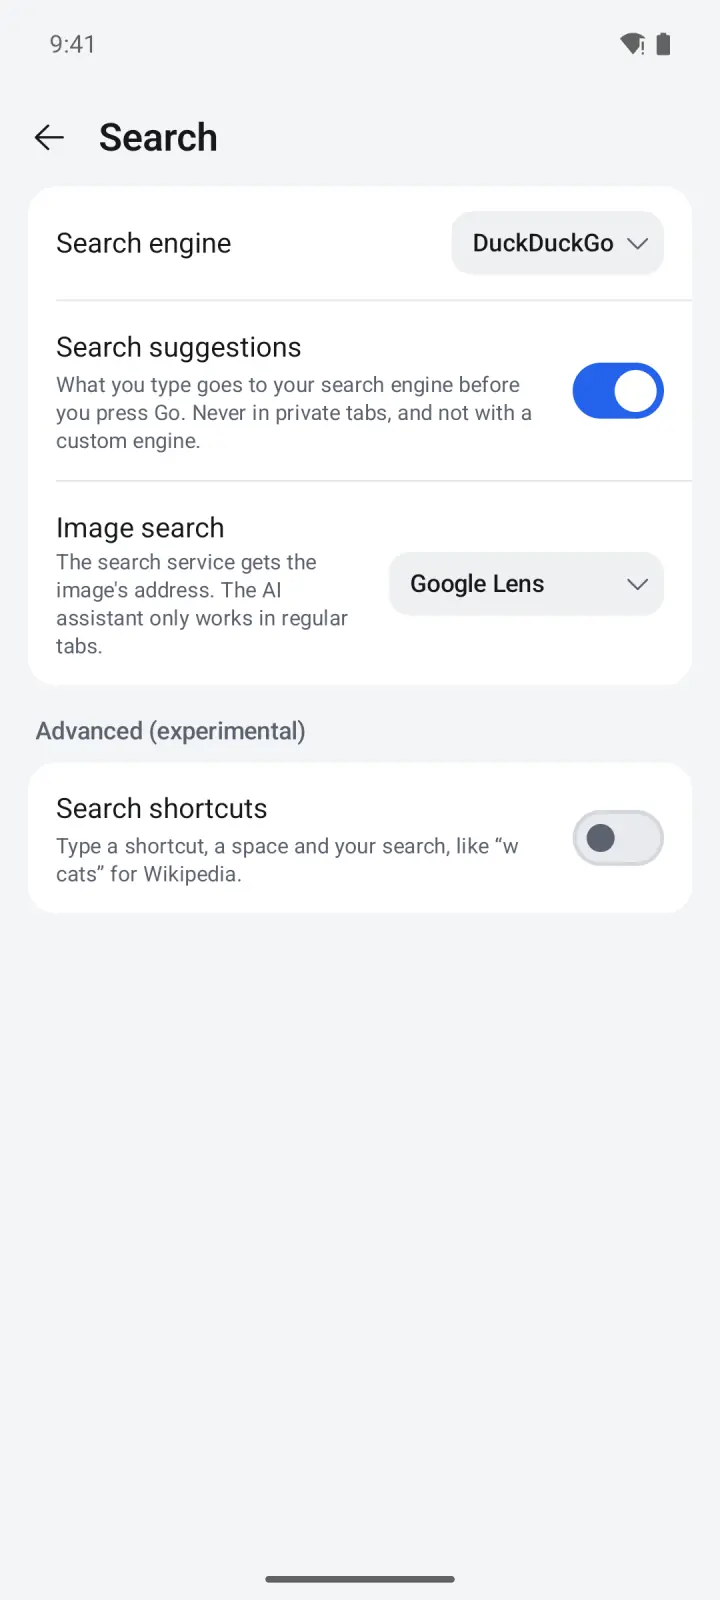 9:41
Search
Search engine
DuckDuckGo
Search suggestions
What you type goes to your search engine before
you press Go. Never in private tabs, and not with a
custom engine.
Image search
The search service gets the
image's address. The AI
assistant only works in regular
tabs.
Google Lens
Advanced (experimental)
Search shortcuts
Type a shortcut, a space and your search, like “w
cats” for Wikipedia.